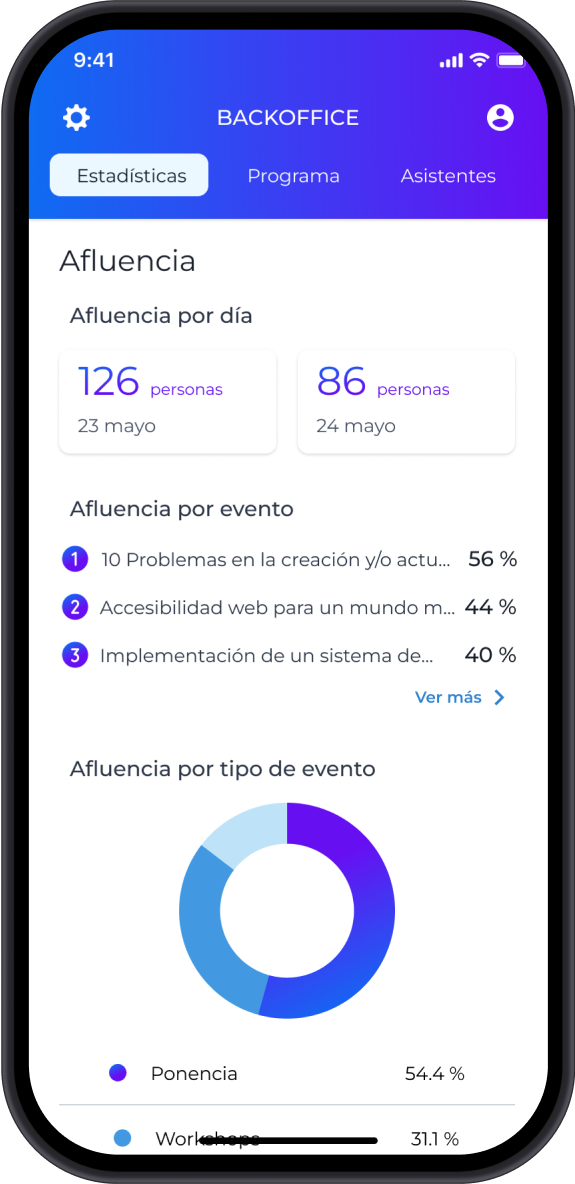 9:41
BACKOFFICE
Estadísticas Programa Asistentes
Afluencia
Afluencia por día
126 personas
23 mayo
86 personas
24 mayo
Afluencia por evento
1 10 Problemas en la creación y/o actu... 56 %
2 Accesibilidad web para un mundo m... 44 %
3 Implementación de un sistema de... 40 %
Ver más
Afluencia por tipo de evento
Ponencia 54.4 %
Workshops 31.1 %